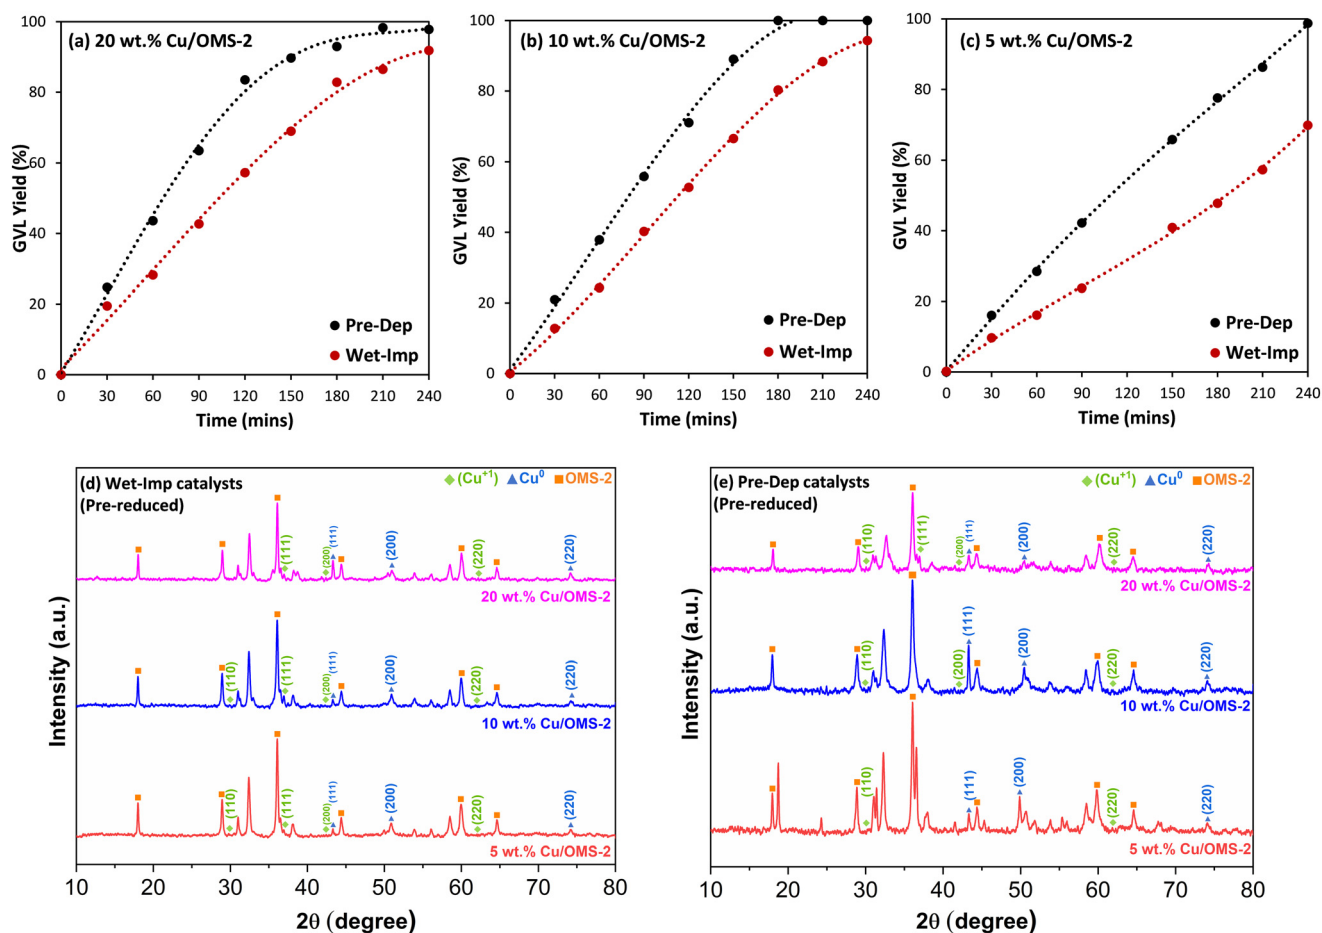 (a) 20 wt.% Cu/OMS-2
100
80
60
40
20
0
GVL Yield (%)
0 30 60 90 120 150 180 210 240
Time (mins)
Pre-Dep
Wet-Imp
(b) 10 wt.% Cu/OMS-2
100
80
60
40
20
0
GVL Yield (%)
0 30 60 90 120 150 180 210 240
Time (mins)
Pre-Dep
Wet-Imp
(c) 5 wt.% Cu/OMS-2
100
80
60
40
20
0
GVL Yield (%)
0 30 60 90 120 150 180 210 240
Time (mins)
Pre-Dep
Wet-Imp
(d) Wet-Imp catalysts
(Pre-reduced)
(Cu+1) Cu0 OMS-2
(111) (200) (111) (200) (220) (220)
20 wt.% Cu/OMS-2
(110) (111) (200) (111) (200) (220) (220)
10 wt.% Cu/OMS-2
(110) (111) (200) (111) (200) (220) (220)
5 wt.% Cu/OMS-2
Intensity (a.u.)
10 20 30 40 50 60 70 80
2θ (degree)
(e) Pre-Dep catalysts
(Pre-reduced)
(Cu+1) Cu0 OMS-2
(110) (111) (200) (111) (200) (220) (220)
20 wt.% Cu/OMS-2
(110) (200) (111) (200) (220) (220)
10 wt.% Cu/OMS-2
(110) (111) (200) (220) (220)
5 wt.% Cu/OMS-2
Intensity (a.u.)
10 20 30 40 50 60 70 80
2θ (degree)